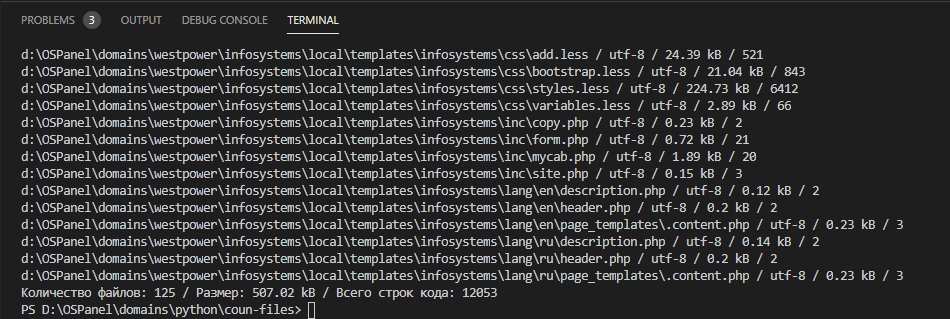 PROBLEMS 3 OUTPUT DEBUG CONSOLE TERMINAL
d:\OSPanel\domains\westpower\infosystems\local\templates\infosystems\css\add.less / utf-8 / 24.39 kB / 521
d:\OSPanel\domains\westpower\infosystems\local\templates\infosystems\css\bootstrap.less / utf-8 / 21.04 kB / 843
d:\OSPanel\domains\westpower\infosystems\local\templates\infosystems\css\styles.less / utf-8 / 224.73 kB / 6412
d:\OSPanel\domains\westpower\infosystems\local\templates\infosystems\css\variables.less / utf-8 / 2.89 kB / 66
d:\OSPanel\domains\westpower\infosystems\local\templates\infosystems\inc\copy.php / utf-8 / 0.23 kB / 2
d:\OSPanel\domains\westpower\infosystems\local\templates\infosystems\inc\form.php / utf-8 / 0.72 kB / 21
d:\OSPanel\domains\westpower\infosystems\local\templates\infosystems\inc\mycab.php / utf-8 / 1.89 kB / 20
d:\OSPanel\domains\westpower\infosystems\local\templates\infosystems\inc\site.php / utf-8 / 0.15 kB / 3
d:\OSPanel\domains\westpower\infosystems\local\templates\infosystems\lang\en\description.php / utf-8 / 0.12 kB / 2
d:\OSPanel\domains\westpower\infosystems\local\templates\infosystems\lang\en\header.php / utf-8 / 0.2 kB / 2
d:\OSPanel\domains\westpower\infosystems\local\templates\infosystems\lang\en\page_templates\.content.php / utf-8 / 0.23 kB / 3
d:\OSPanel\domains\westpower\infosystems\local\templates\infosystems\lang\ru\description.php / utf-8 / 0.14 kB / 2
d:\OSPanel\domains\westpower\infosystems\local\templates\infosystems\lang\ru\header.php / utf-8 / 0.2 kB / 2
d:\OSPanel\domains\westpower\infosystems\local\templates\infosystems\lang\ru\page_templates\.content.php / utf-8 / 0.23 kB / 3
Количество файлов: 125 / Размер: 507.02 kB / Всего строк кода: 12053
PS D:\OSPanel\domains\python\coun-files>